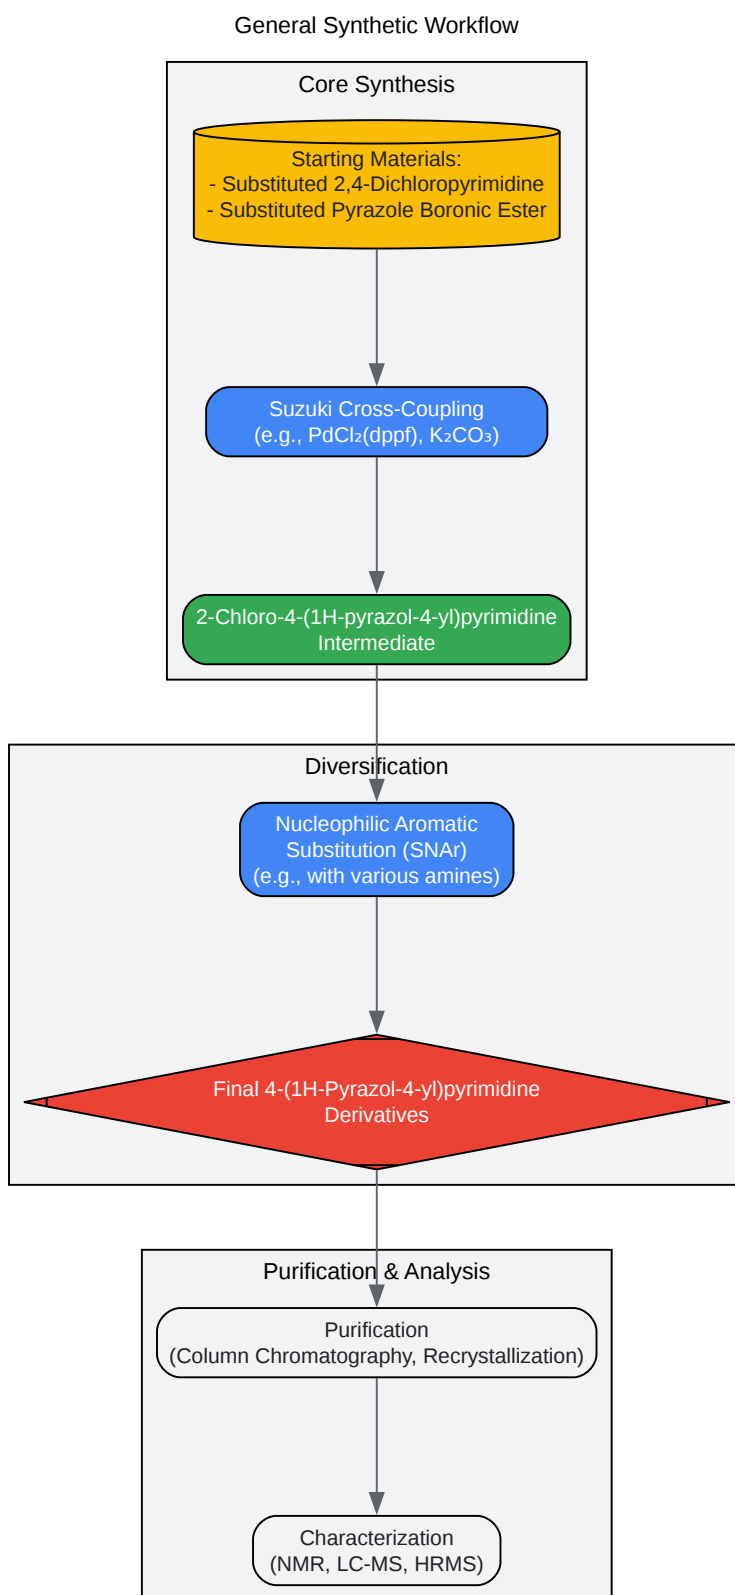 General Synthetic Workflow
Core Synthesis
Starting Materials:
- Substituted 2,4-Dichloropyrimidine
- Substituted Pyrazole Boronic Ester
Suzuki Cross-Coupling
(e.g., PdCl₂(dppf), K₂CO₃)
2-Chloro-4-(1H-pyrazol-4-yl)pyrimidine
Intermediate
Diversification
Nucleophilic Aromatic
Substitution (SNAr)
(e.g., with various amines)
Final 4-(1H-Pyrazol-4-yl)pyrimidine
Derivatives
Purification & Analysis
Purification
(Column Chromatography, Recrystallization)
Characterization
(NMR, LC-MS, HRMS)